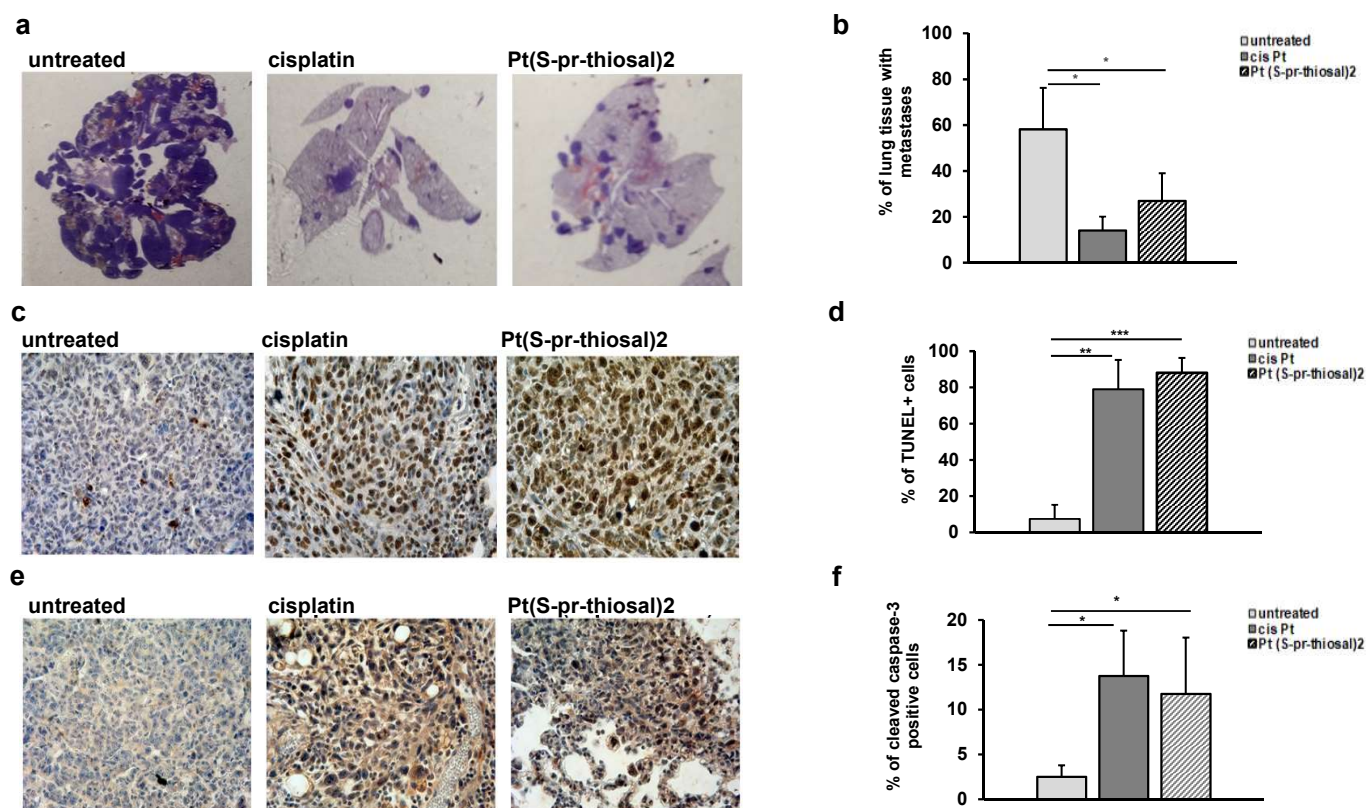 a
untreated
cisplatin
Pt(S-pr-thiosal)2
b
% of lung tissue with
metastases
100
80
60
40
20
0
*
*
untreated
cis Pt
Pt (S-pr-thiosal)2
c
untreated
cisplatin
Pt(S-pr-thiosal)2
d
% of TUNEL+ cells
100
80
60
40
20
0
***
**
untreated
cis Pt
Pt (S-pr-thiosal)2
e
untreated
cisplatin
Pt(S-pr-thiosal)2
f
% of cleaved caspase-3
positive cells
20
15
10
5
0
*
*
untreated
cis Pt
Pt (S-pr-thiosal)2